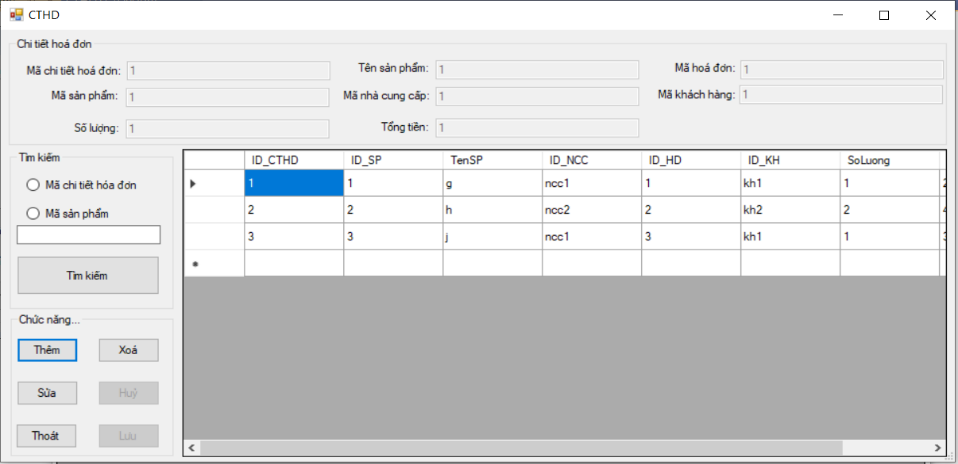 CTHD
Chi tiết hoá đơn
Mã chi tiết hoá đơn: 1 Tên sản phẩm: 1 Mã hoá đơn: 1
Mã sản phẩm: 1 Mã nhà cung cấp: 1 Mã khách hàng: 1
Số lượng: 1 Tổng tiền: 1
Tìm kiếm
Mã chi tiết hóa đơn
Mã sản phẩm
Tìm kiếm
Chức năng...
Thêm Xoá
Sửa Huỷ
Thoát Lưu
ID_CTHD ID_SP TenSP ID_NCC ID_HD ID_KH SoLuong
1 1 g ncc1 1 kh1 1
2 2 h ncc2 2 kh2 2
3 3 j ncc1 3 kh1 1